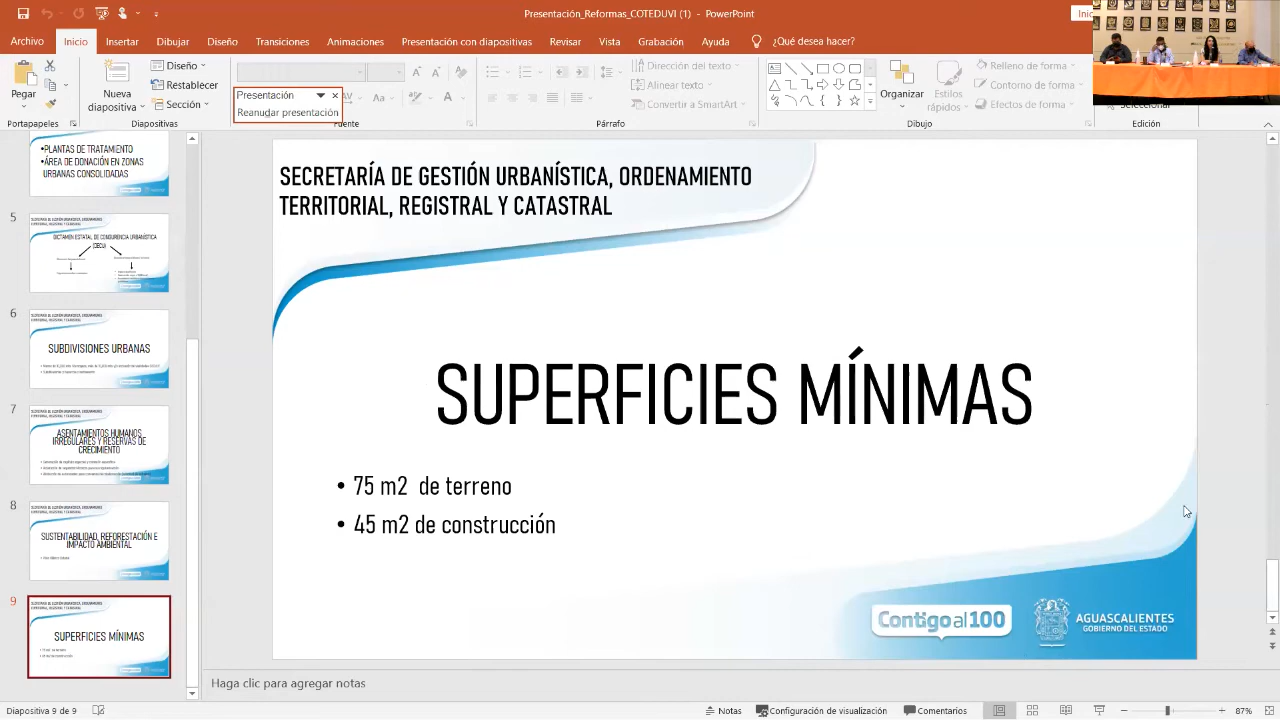 Presentación_Reformas_COTEDUVI (1) - PowerPoint
Archivo Inicio Insertar Dibujar Diseño Transiciones Animaciones Presentación con diapositivas Revisar Vista Grabación Ayuda ¿Qué desea hacer?
Pegar
Nueva diapositiva
Diseño
Restablecer
Sección
Presentación
Reanudar presentación
Dirección del texto
Alinear texto
Convertir a SmartArt
Organizar
Estilos rápidos
Relleno de forma
Contorno de forma
Efectos de forma
Seleccionar
Portapapeles Diapositivas Fuente Párrafo Dibujo Edición
•PLANTAS DE TRATAMIENTO
•ÁREA DE DONACIÓN EN ZONAS
URBANAS CONSOLIDADAS
5
DICTAMEN ESTATAL DE CONGRUENCIA URBANÍSTICA
(DECU)
6
SUBDIVISIONES URBANAS
7
ASENTAMIENTOS HUMANOS
IRREGULARES Y RESERVAS DE
CRECIMIENTO
8
SUSTENTABILIDAD, REFORESTACIÓN E
IMPACTO AMBIENTAL
9
SUPERFICIES MÍNIMAS
SECRETARÍA DE GESTIÓN URBANÍSTICA, ORDENAMIENTO
TERRITORIAL, REGISTRAL Y CATASTRAL
SUPERFICIES MÍNIMAS
• 75 m2 de terreno
• 45 m2 de construcción
Contigo al 100
AGUASCALIENTES
GOBIERNO DEL ESTADO
Haga clic para agregar notas
Diapositiva 9 de 9 Notas Configuración de visualización Comentarios 87%